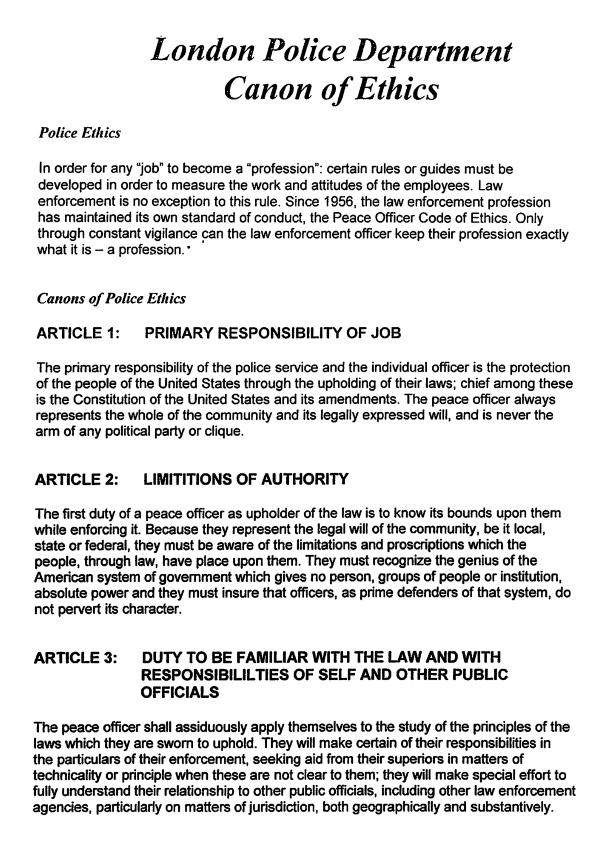 London Police Department
Canon of Ethics
Police Ethics
In order for any "job" to become a "profession": certain rules or guides must be
developed in order to measure the work and attitudes of the employees. Law
enforcement is no exception to this rule. Since 1956, the law enforcement profession
has maintained its own standard of conduct, the Peace Officer Code of Ethics. Only
through constant vigilance can the law enforcement officer keep their profession exactly
what it is – a profession.
Canons of Police Ethics
ARTICLE 1: PRIMARY RESPONSIBILITY OF JOB
The primary responsibility of the police service and the individual officer is the protection
of the people of the United States through the upholding of their laws; chief among these
is the Constitution of the United States and its amendments. The peace officer always
represents the whole of the community and its legally expressed will, and is never the
arm of any political party or clique.
ARTICLE 2: LIMITITIONS OF AUTHORITY
The first duty of a peace officer as upholder of the law is to know its bounds upon them
while enforcing it. Because they represent the legal will of the community, be it local,
state or federal, they must be aware of the limitations and proscriptions which the
people, through law, have place upon them. They must recognize the genius of the
American system of government which gives no person, groups of people or institution,
absolute power and they must insure that officers, as prime defenders of that system, do
not pervert its character.
ARTICLE 3: DUTY TO BE FAMILIAR WITH THE LAW AND WITH
RESPONSIBILILTIES OF SELF AND OTHER PUBLIC
OFFICIALS
The peace officer shall assiduously apply themselves to the study of the principles of the
laws which they are sworn to uphold. They will make certain of their responsibilities in
the particulars of their enforcement, seeking aid from their superiors in matters of
technicality or principle when these are not clear to them; they will make special effort to
fully understand their relationship to other public officials, including other law enforcement
agencies, particularly on matters of jurisdiction, both geographically and substantively.